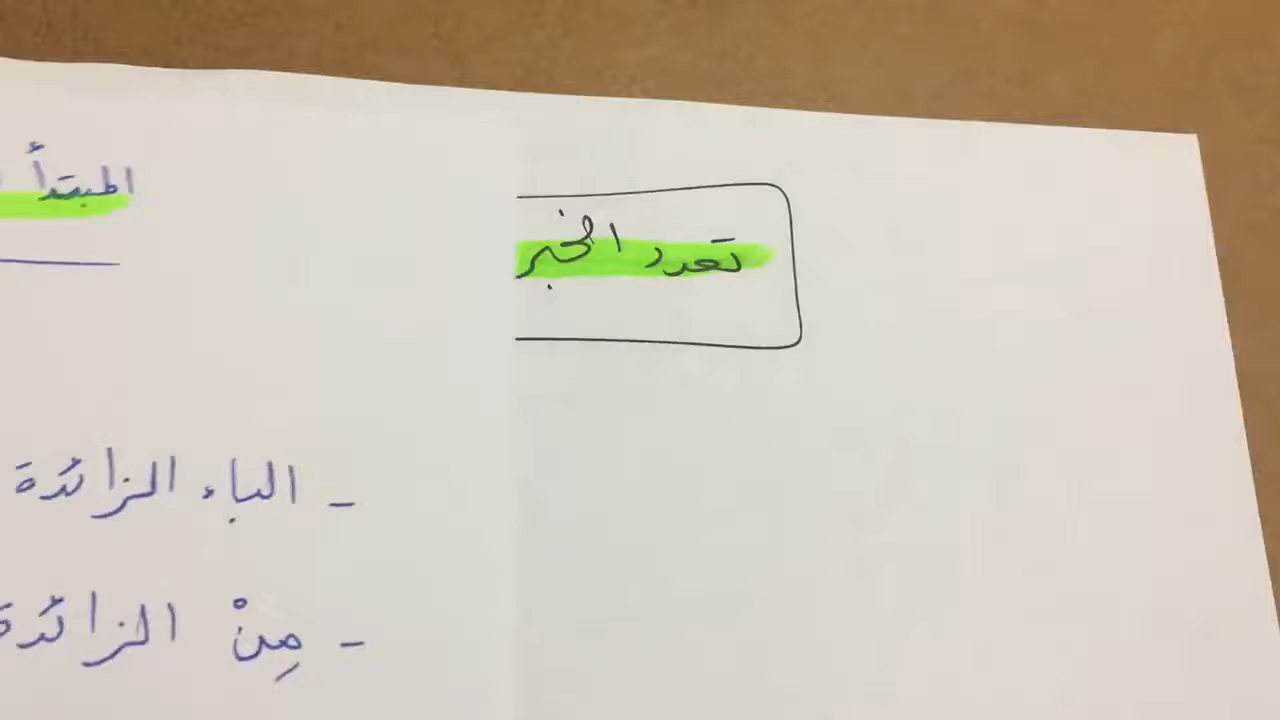 تعدد الخبر
المبتدأ
- الباء الزائدة
- مِنْ الزائدة